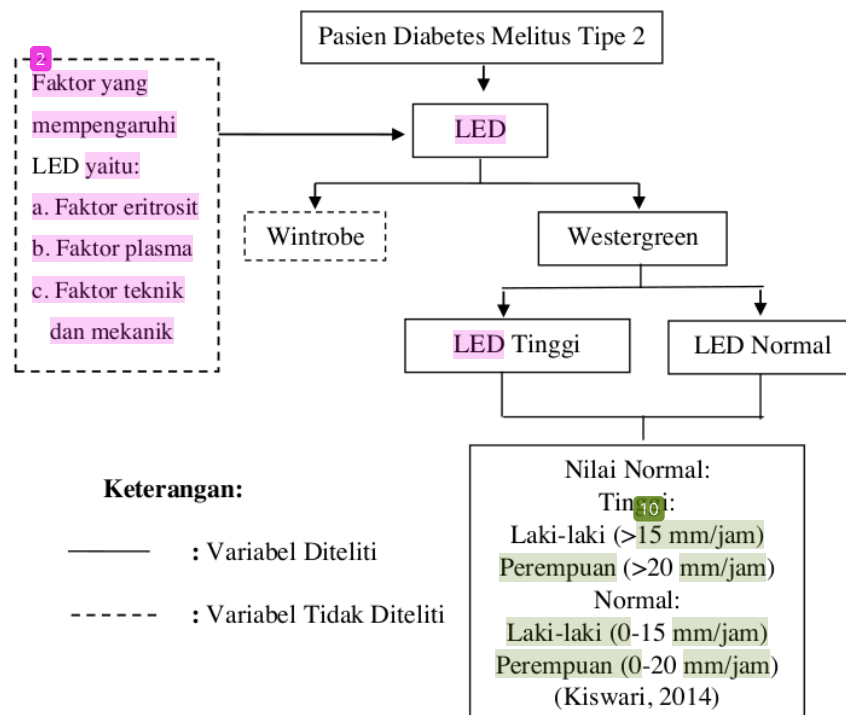 Pasien Diabetes Melitus Tipe 2
2
Faktor yang
mempengaruhi
LED yaitu:
a. Faktor eritrosit
b. Faktor plasma
c. Faktor teknik
dan mekanik
LED
Wintrobe
Westergreen
LED Tinggi
LED Normal
Keterangan:
: Variabel Diteliti
: Variabel Tidak Diteliti
Nilai Normal:
Tinggi:
10
Laki-laki (>15 mm/jam)
Perempuan (>20 mm/jam)
Normal:
Laki-laki (0-15 mm/jam)
Perempuan (0-20 mm/jam)
(Kiswari, 2014)